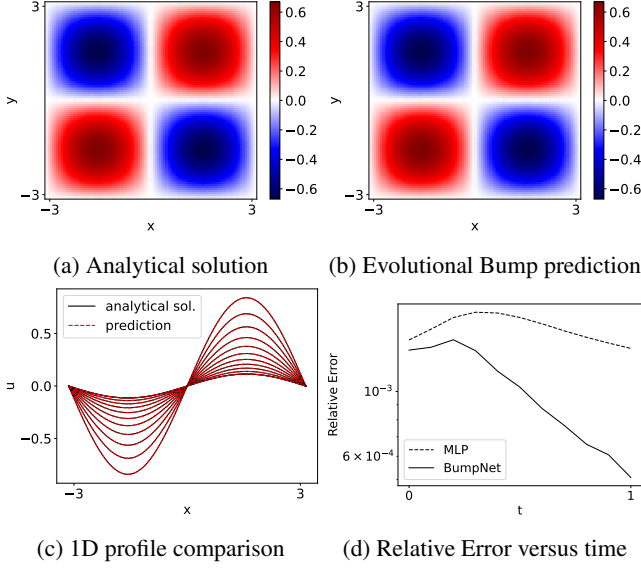 3
y
−3
−3
x
3
0.6
0.4
0.2
0.0
−0.2
−0.4
−0.6
(a) Analytical solution
3
y
−3
−3
x
3
0.6
0.4
0.2
0.0
−0.2
−0.4
−0.6
(b) Evolutional Bump prediction
analytical sol.
prediction
0.5
0.0
−0.5
u
−3
3
x
(c) 1D profile comparison
Relative Error
10⁻³
6 × 10⁻⁴
MLP
BumpNet
0
1
t
(d) Relative Error versus time